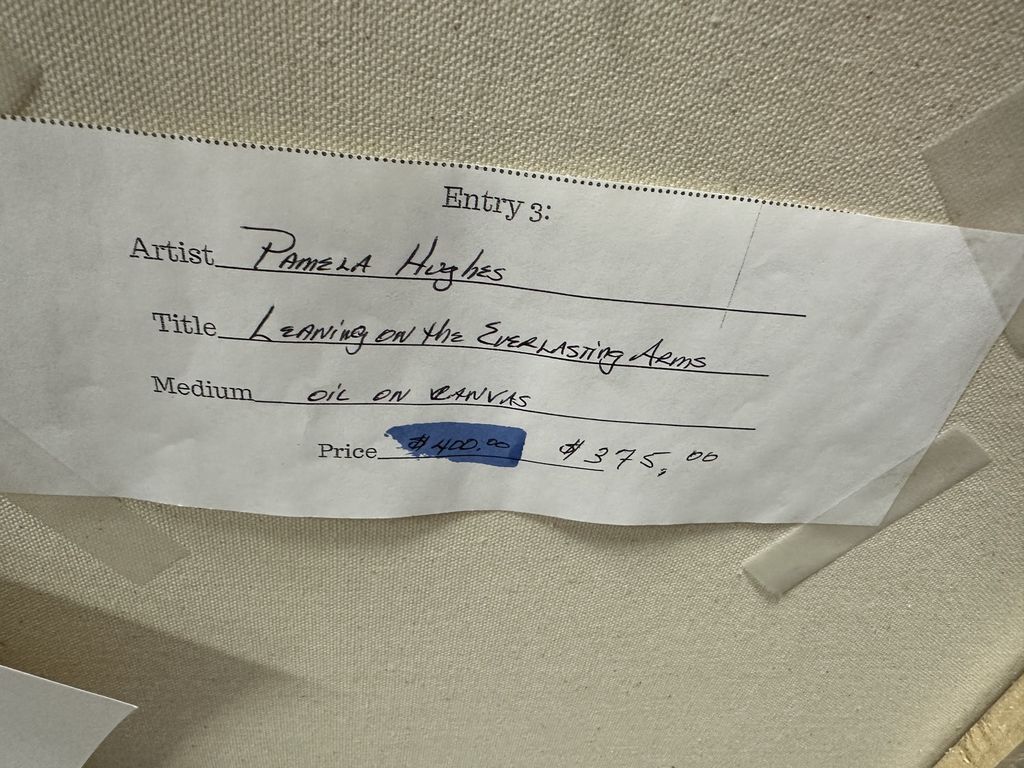 Entry 3:
Artist PAMELA Hughes
Title LEANING ON the EVERLASTING ARMS
Medium OIL ON CANVAS
Price $400.00 $375,00